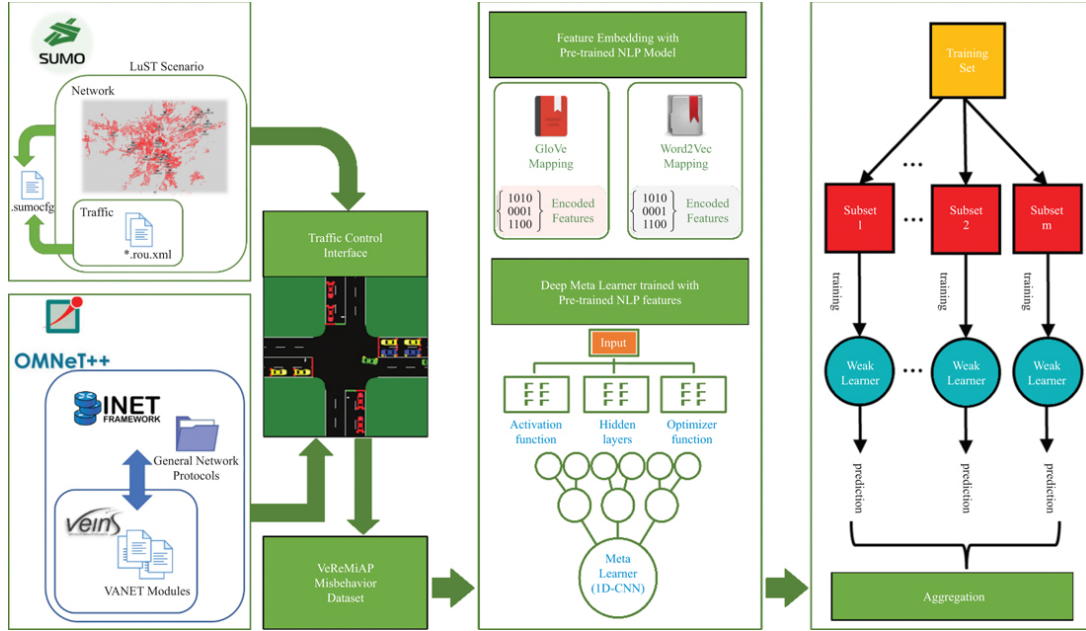 SUMO
LuST Scenario
Network
.sumocfg
Traffic
*.rou.xml
OMNeT++
INET
FRAMEWORK
General Network
Protocols
veins
VANET Modules
Traffic Control
Interface
VeReMiAP
Misbehavior
Dataset
Feature Embedding with
Pre-trained NLP Model
GloVe
Mapping
1010
0001
1100
Encoded
Features
Word2Vec
Mapping
1010
0001
1100
Encoded
Features
Deep Meta Learner trained with
Pre-trained NLP features
Input
F F
F F
F F
F F
F F
F F
Activation
function
Hidden
layers
Optimizer
function
Meta
Learner
(1D-CNN)
Training
Set
...
Subset
1
...
Subset
2
Subset
m
training
training
training
Weak
Learner
...
Weak
Learner
Weak
Learner
prediction
prediction
prediction
Aggregation